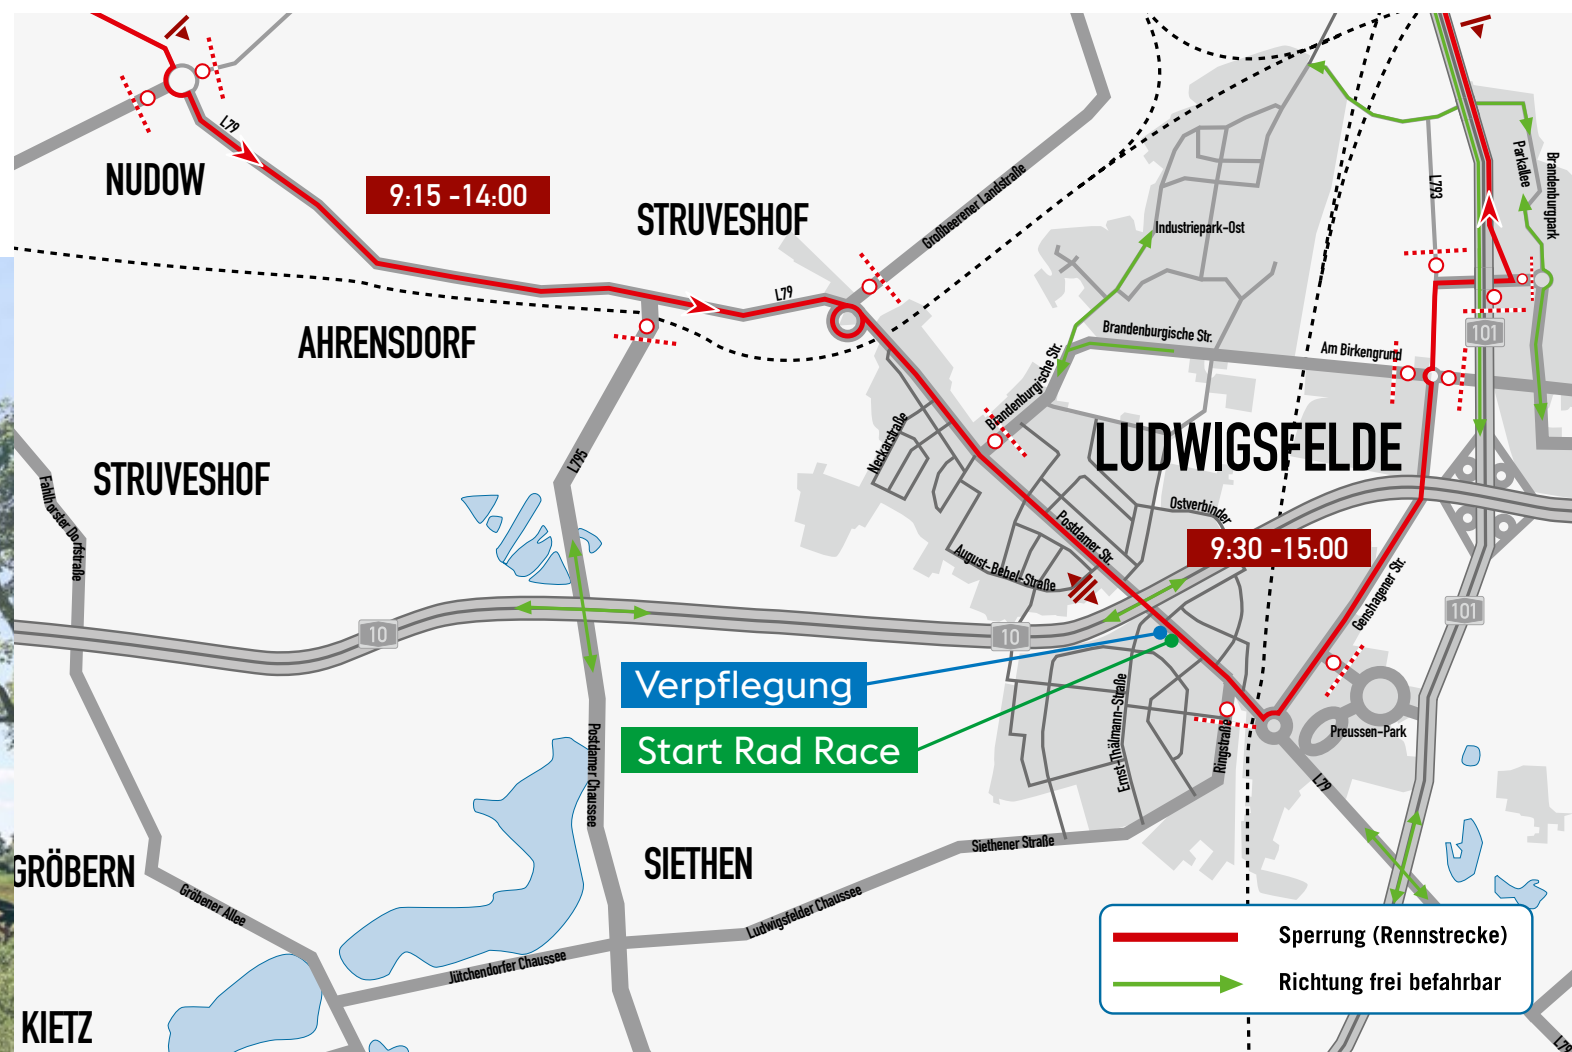 L79
NUDOW
9:15 -14:00
STRUVESHOF
Großbeerener Landstraße
Industriepark-Ost
L793
Parkallee
Brandenburgpark
L79
AHRENSDORF
Brandenburgische Str.
Am Birkengrund
101
Brandenburgische Str.
Neckarstraße
LUDWIGSFELDE
STRUVESHOF
L795
Fahlhorster Dorfstraße
Ostverbinder
Postdamer Str.
9:30 -15:00
August-Bebel-Straße
Genshagener Str.
101
10
10
Verpflegung
Start Rad Race
Ernst-Thälmann-Straße
Ringstraße
Preussen-Park
Postdamer Chaussee
L79
Siethener Straße
SIETHEN
GRÖBERN
Gröbener Allee
Ludwigsfelder Chaussee
Jütchendorfer Chaussee
Sperrung (Rennstrecke)
Richtung frei befahrbar
KIETZ
L79